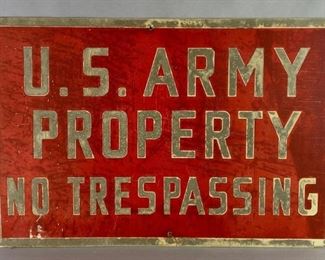 U.S. ARMY
PROPERTY
NO TRESPASSING